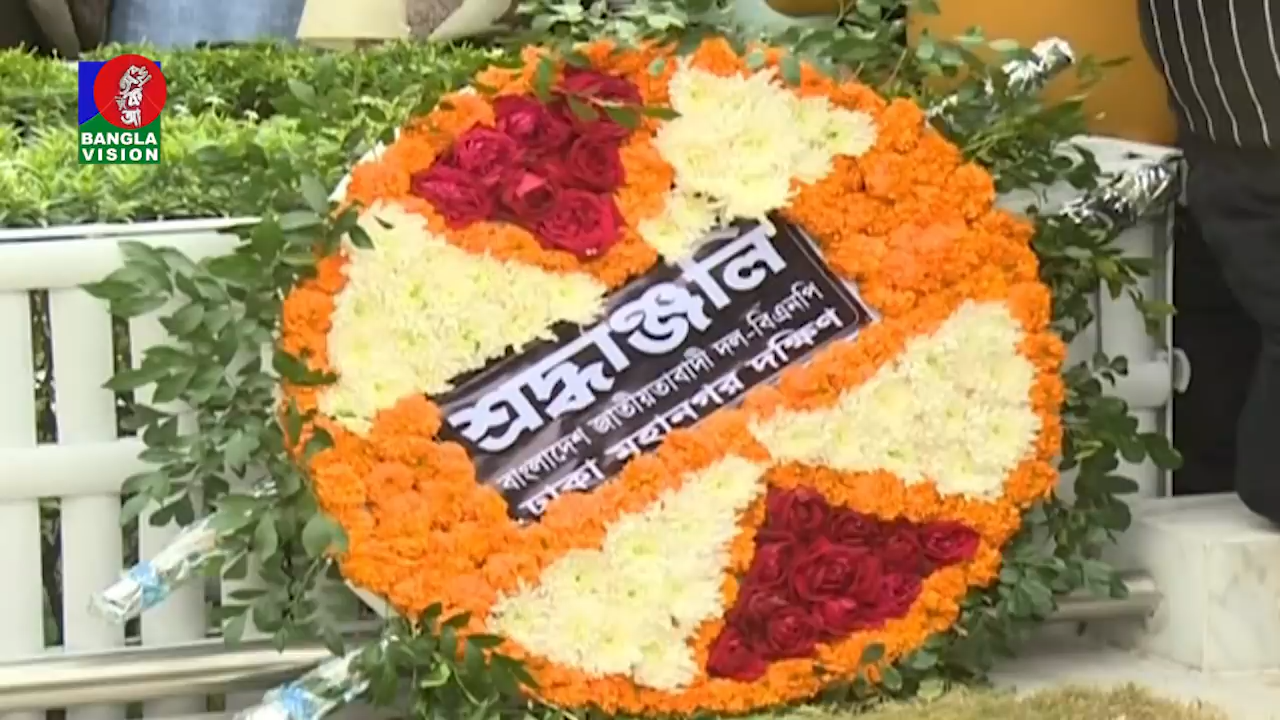 BANGLA
VISION
শ্রদ্ধাঞ্জলি
বাংলাদেশ জাতীয়তাবাদী দল-বিএনপি
ঢাকা মহানগর দক্ষিণ